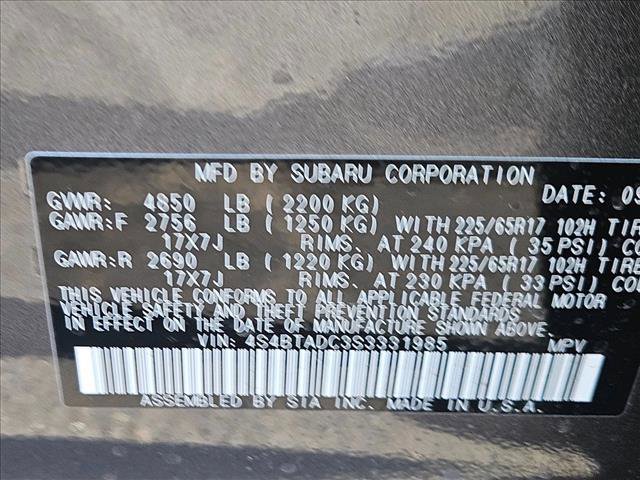 MFD BY SUBARU CORPORATION
GVWR: 4850 LB ( 2200 KG) DATE: 09
GAWR:F 2756 LB ( 1250 KG) WITH 225/65R17 102H TIRE
17X7J RIMS. AT 240 KPA ( 35 PSI) CO
GAWR:R 2690 LB ( 1220 KG) WITH 225/65R17 102H TIRE
17X7J RIMS. AT 230 KPA ( 33 PSI) CO
THIS VEHICLE CONFORMS TO ALL APPLICABLE FEDERAL MOTOR
VEHICLE SAFETY AND THEFT PREVENTION STANDARDS
IN EFFECT ON THE DATE OF MANUFACTURE SHOWN ABOVE.
VIN: 4S4BTADC3S3331985 MPV
ASSEMBLED BY SIA INC. MADE IN U.S.A.